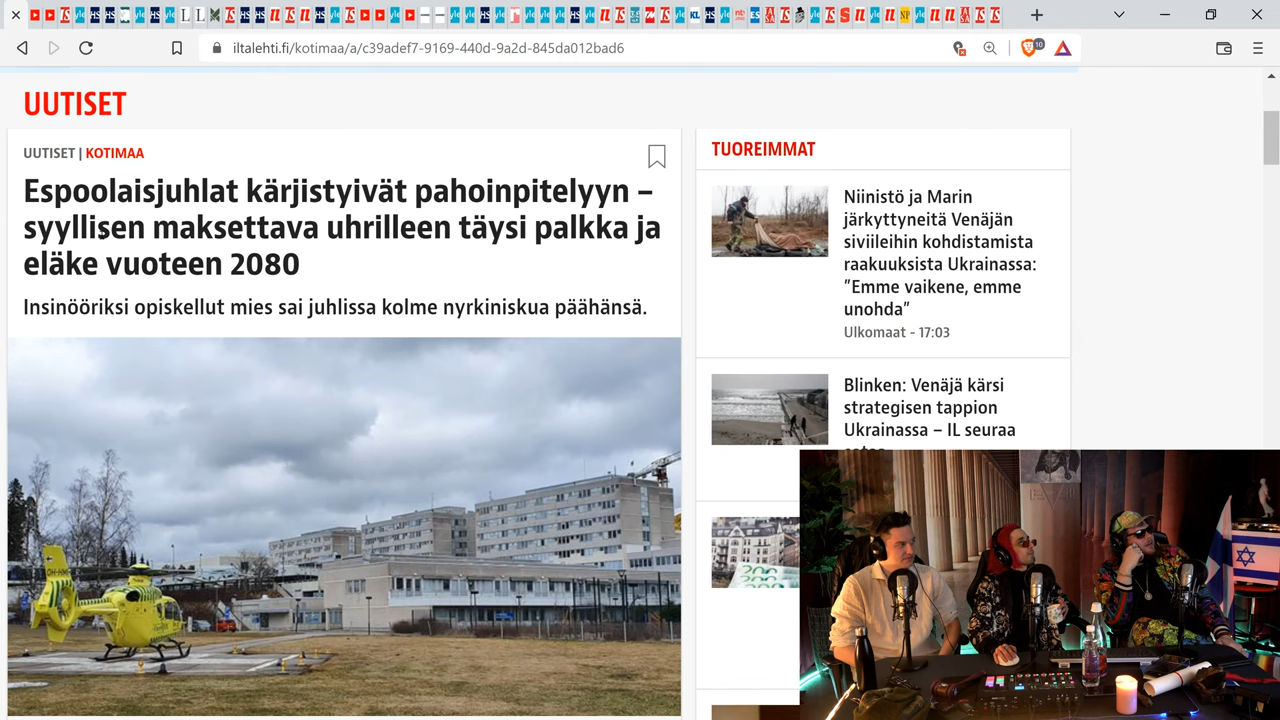 iltalehti.fi/kotimaa/a/c39adef7-9169-440d-9a2d-845da012bad6
10
UUTISET
UUTISET | KOTIMAA
Espoolaisjuhlat kärjistyivät pahoinpitelyyn –
syyllisen maksettava uhrilleen täysi palkka ja
eläke vuoteen 2080
Insinööriksi opiskellut mies sai juhlissa kolme nyrkiniskua päähänsä.
TUOREIMMAT
Niinistö ja Marin
järkyttyneitä Venäjän
siviileihin kohdistamista
raakuuksista Ukrainassa:
”Emme vaikene, emme
unohda”
Ulkomaat - 17:03
Blinken: Venäjä kärsi
strategisen tappion
Ukrainassa – IL seuraa